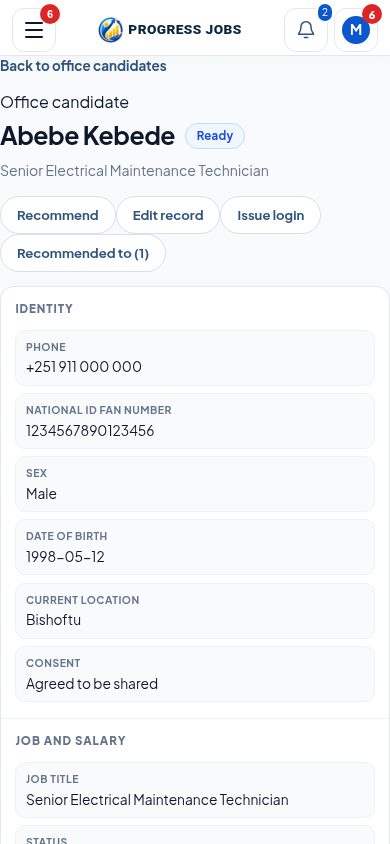 6
PROGRESS JOBS
2
M
6
Back to office candidates
Office candidate
Abebe Kebede
Ready
Senior Electrical Maintenance Technician
Recommend
Edit record
Issue login
Recommended to (1)
IDENTITY
PHONE
+251 911 000 000
NATIONAL ID FAN NUMBER
1234567890123456
SEX
Male
DATE OF BIRTH
1998-05-12
CURRENT LOCATION
Bishoftu
CONSENT
Agreed to be shared
JOB AND SALARY
JOB TITLE
Senior Electrical Maintenance Technician
STATUS